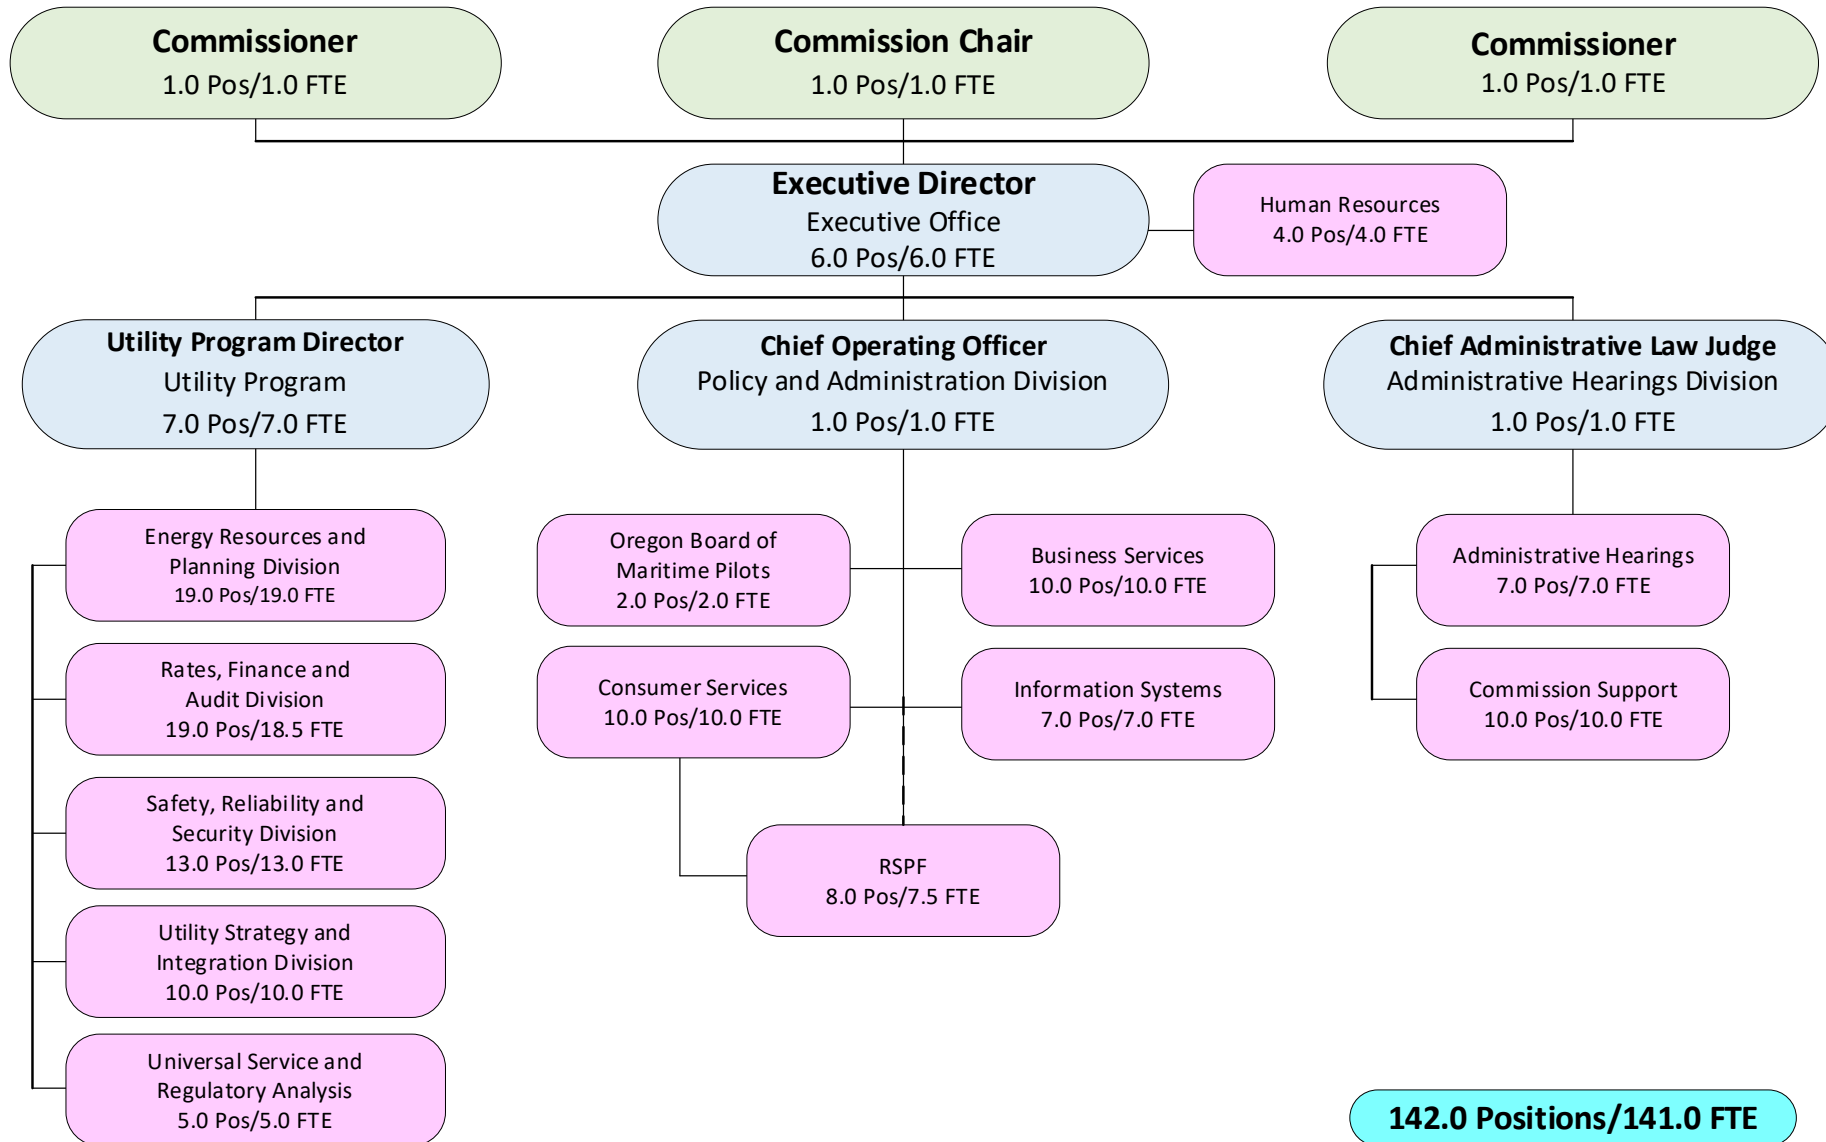 Commissioner
1.0 Pos/1.0 FTE
Commission Chair
1.0 Pos/1.0 FTE
Commissioner
1.0 Pos/1.0 FTE
Executive Director
Executive Office
6.0 Pos/6.0 FTE
Human Resources
4.0 Pos/4.0 FTE
Utility Program Director
Utility Program
7.0 Pos/7.0 FTE
Chief Operating Officer
Policy and Administration Division
1.0 Pos/1.0 FTE
Chief Administrative Law Judge
Administrative Hearings Division
1.0 Pos/1.0 FTE
Energy Resources and
Planning Division
19.0 Pos/19.0 FTE
Rates, Finance and
Audit Division
19.0 Pos/18.5 FTE
Safety, Reliability and
Security Division
13.0 Pos/13.0 FTE
Utility Strategy and
Integration Division
10.0 Pos/10.0 FTE
Universal Service and
Regulatory Analysis
5.0 Pos/5.0 FTE
Oregon Board of
Maritime Pilots
2.0 Pos/2.0 FTE
Business Services
10.0 Pos/10.0 FTE
Consumer Services
10.0 Pos/10.0 FTE
Information Systems
7.0 Pos/7.0 FTE
RSPF
8.0 Pos/7.5 FTE
Administrative Hearings
7.0 Pos/7.0 FTE
Commission Support
10.0 Pos/10.0 FTE
142.0 Positions/141.0 FTE